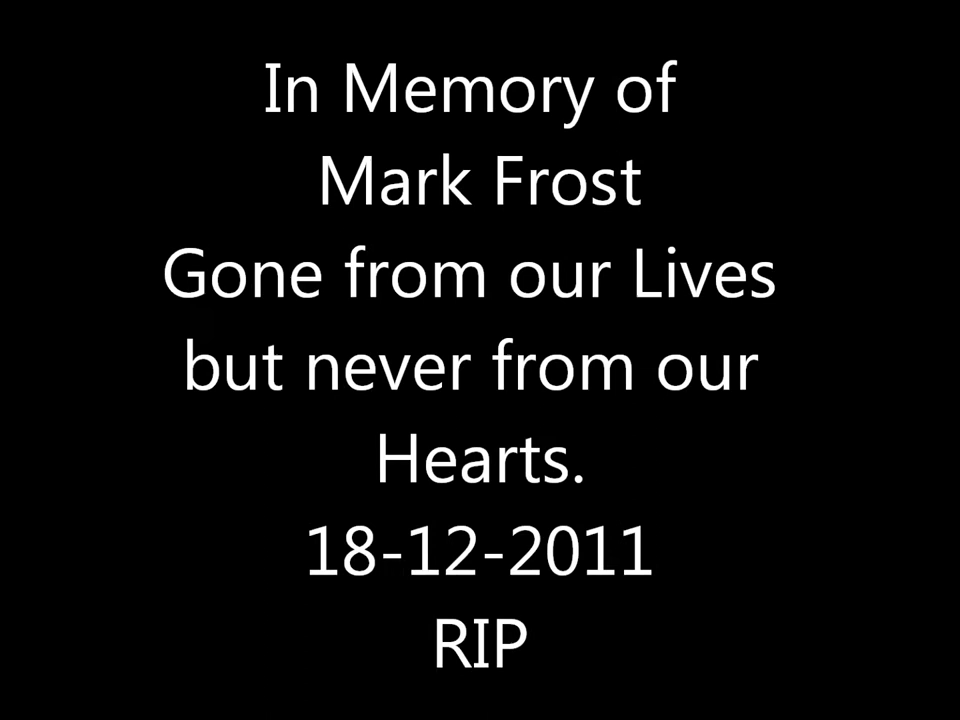 In Memory of
Mark Frost
Gone from our Lives
but never from our
Hearts.
18-12-2011
RIP